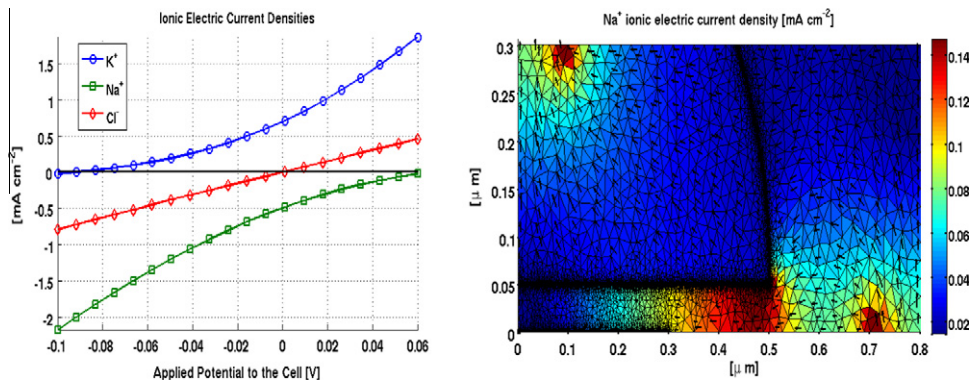 Ionic Electric Current Densities
K+
Na+
Cl-
1.5
1
0.5
0
-0.5
-1
-1.5
-2
[mA cm-2]
-0.1 -0.08 -0.06 -0.04 -0.02 0 0.02 0.04 0.06
Applied Potential to the Cell [V]
Na+ ionic electric current density [mA cm-2]
0.3
0.25
0.2
0.15
0.1
0.05
0
[μ m]
0 0.1 0.2 0.3 0.4 0.5 0.6 0.7 0.8
[μ m]
0.14
0.12
0.10
0.08
0.06
0.04
0.02